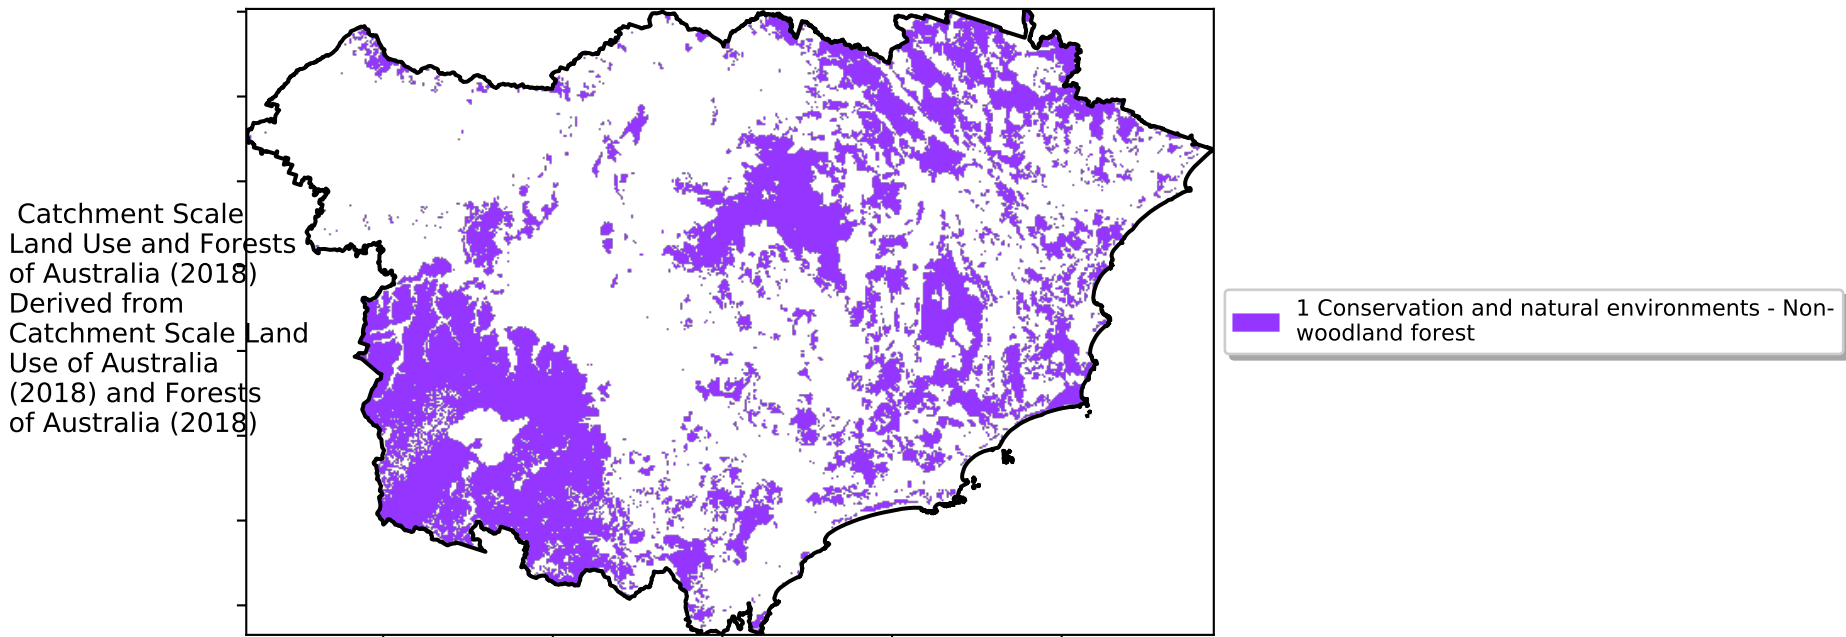 Catchment Scale
Land Use and Forests
of Australia (2018)
Derived from
Catchment Scale Land
Use of Australia
(2018) and Forests
of Australia (2018)
1 Conservation and natural environments - Non-
woodland forest